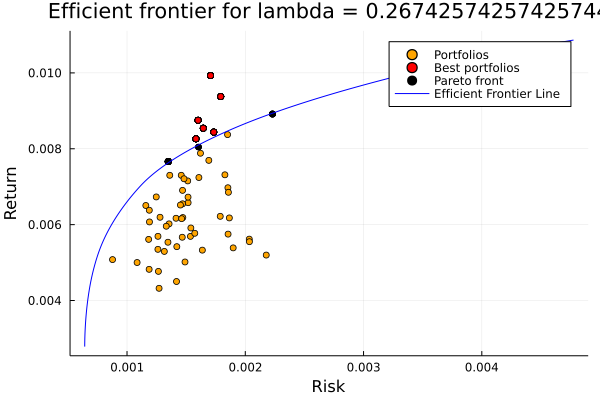 Efficient frontier for lambda = 0.26742574257425744
Return
0.010
0.008
0.006
0.004
Portfolios
Best portfolios
Pareto front
Efficient Frontier Line
0.001
0.002
0.003
0.004
Risk